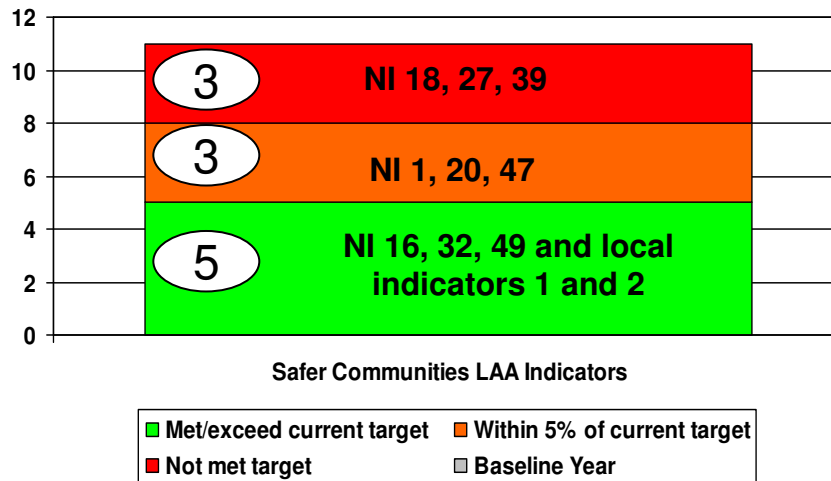 12
10
8
6
4
2
0
3
NI 18, 27, 39
3
NI 1, 20, 47
5
NI 16, 32, 49 and local
indicators 1 and 2
Safer Communities LAA Indicators
Met/exceed current target
Within 5% of current target
Not met target
Baseline Year